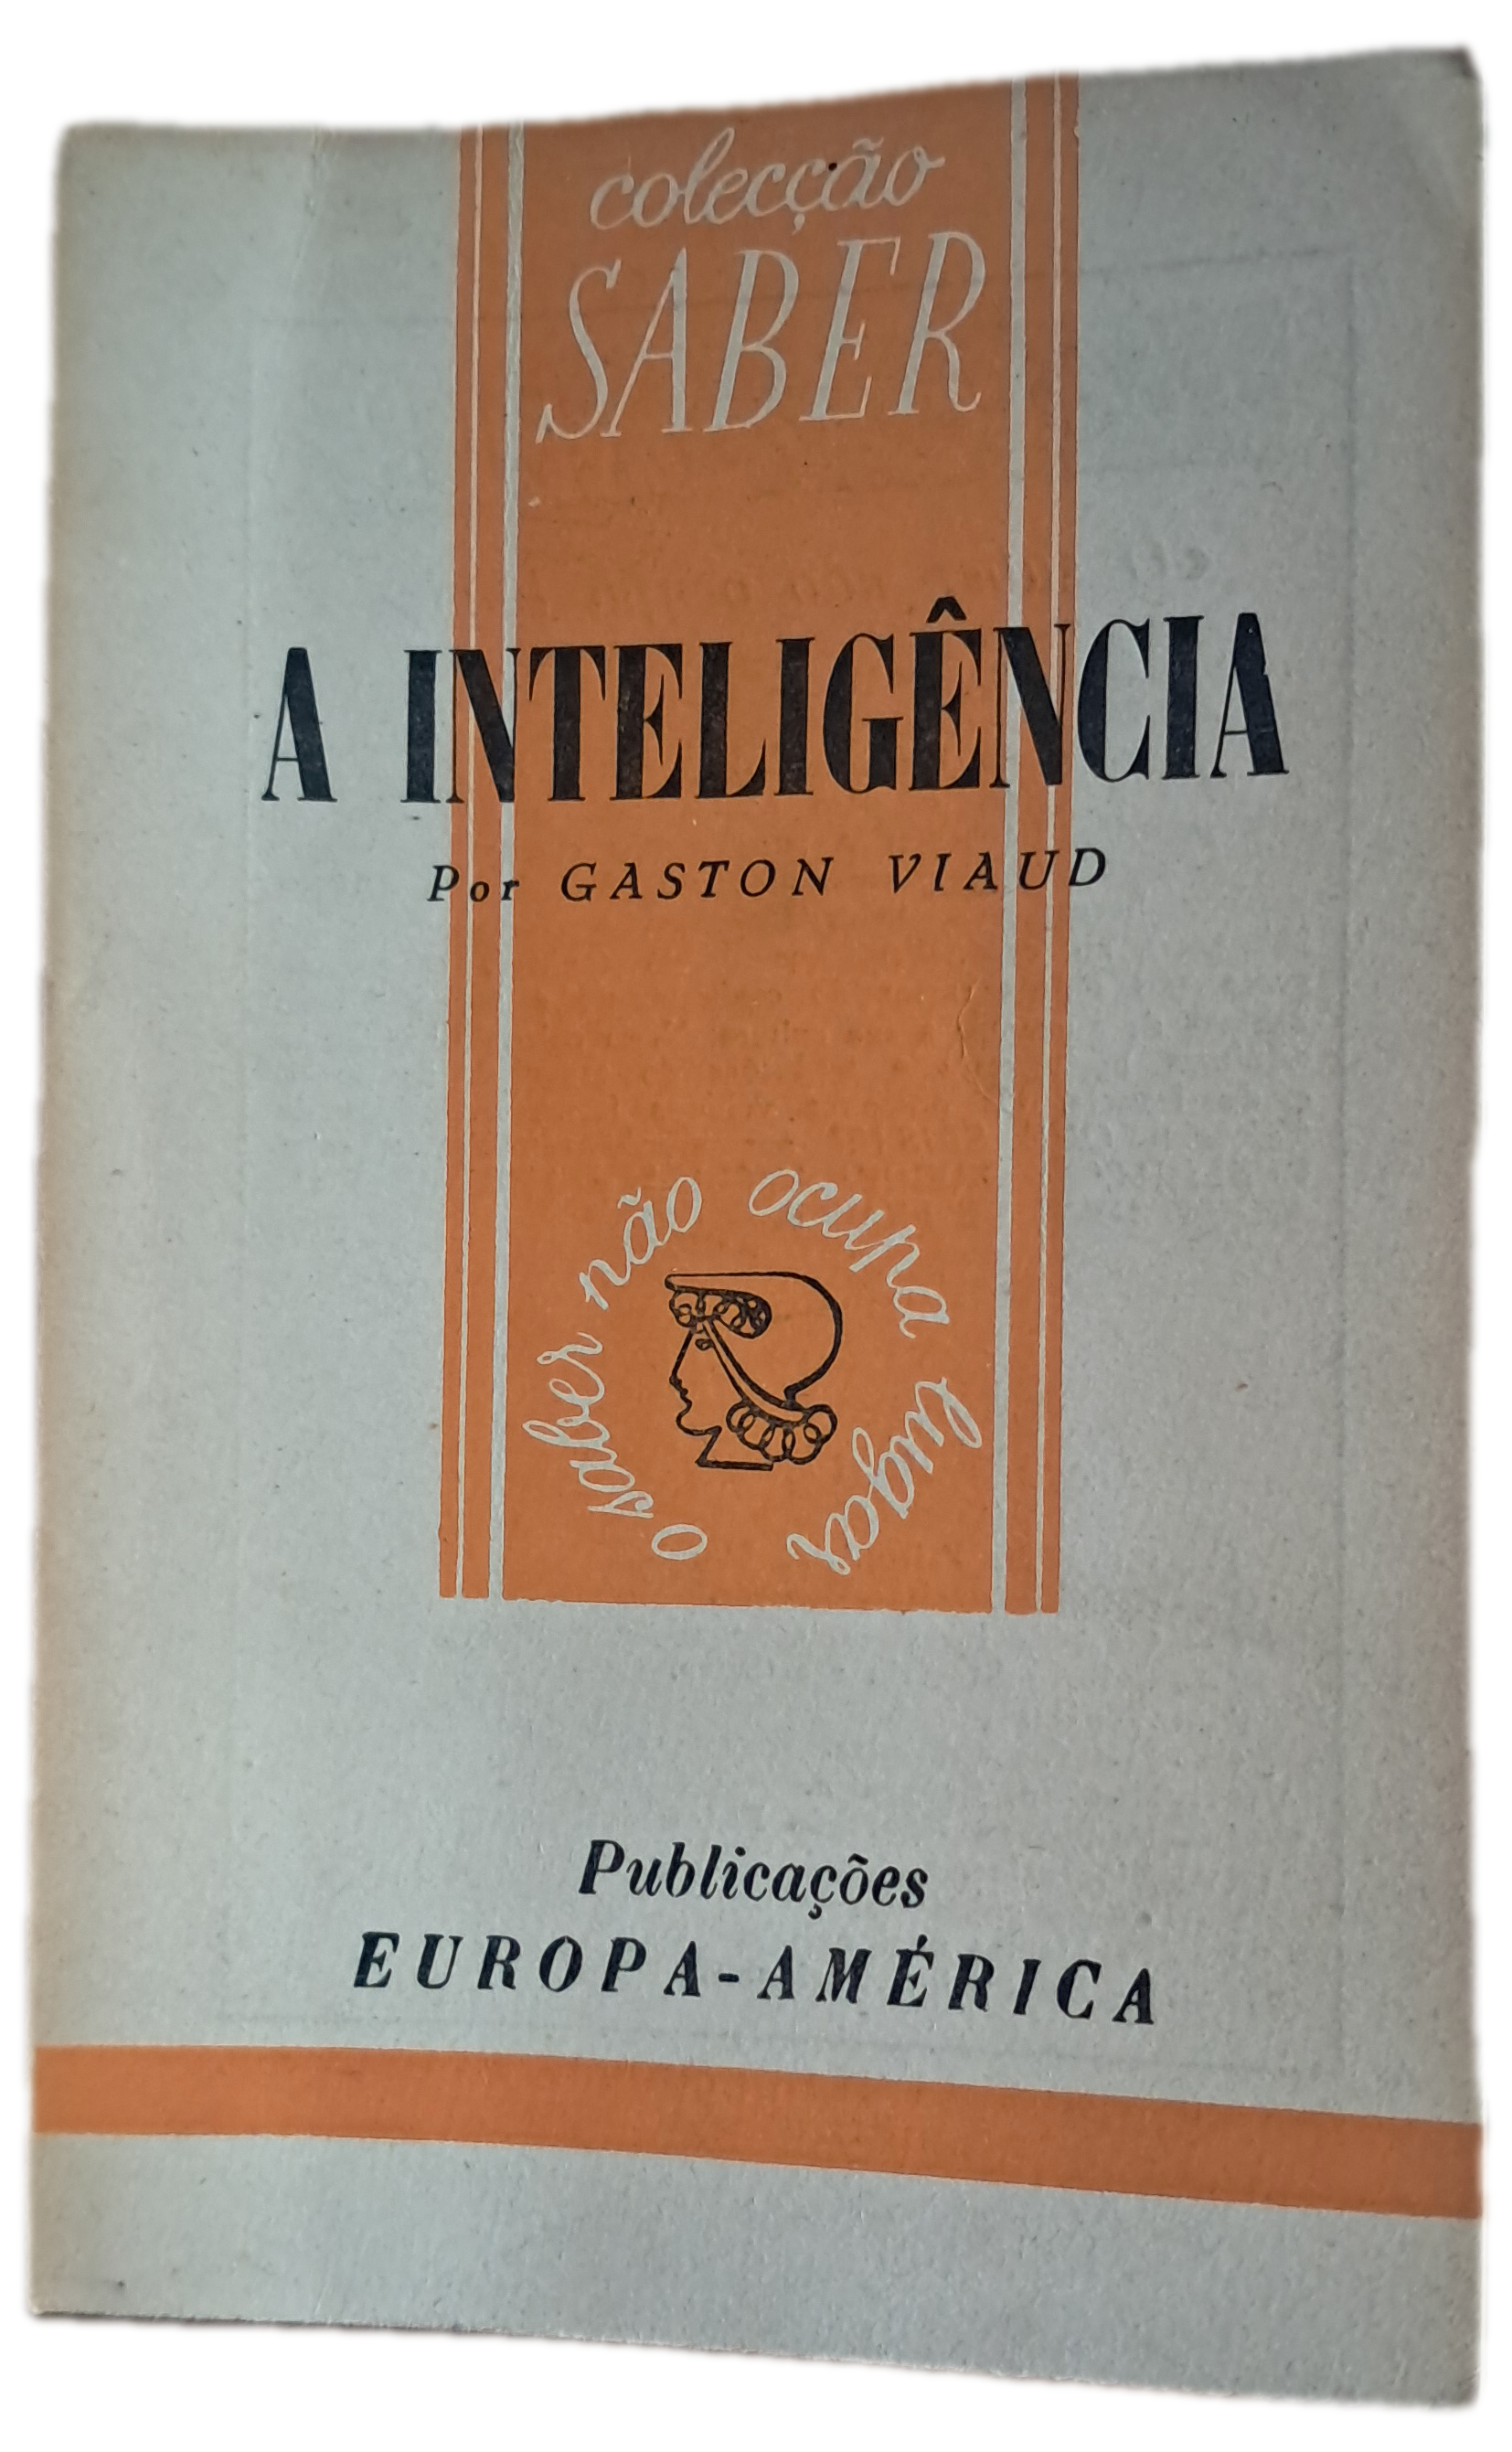 colecção
SABER
A INTELIGÊNCIA
Por GASTON VIAUD
o saber não ocupa lugar
Publicações
EUROPA-AMÉRICA